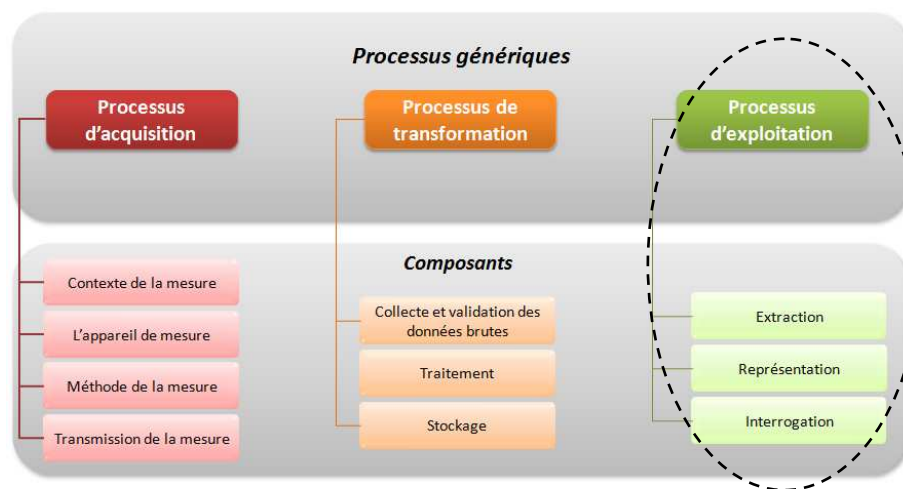 Processus génériques
Processus
d'acquisition
Processus de
transformation
Processus
d'exploitation
Composants
Contexte de la mesure
L'appareil de mesure
Méthode de la mesure
Transmission de la mesure
Collecte et validation des
données brutes
Traitement
Stockage
Extraction
Représentation
Interrogation